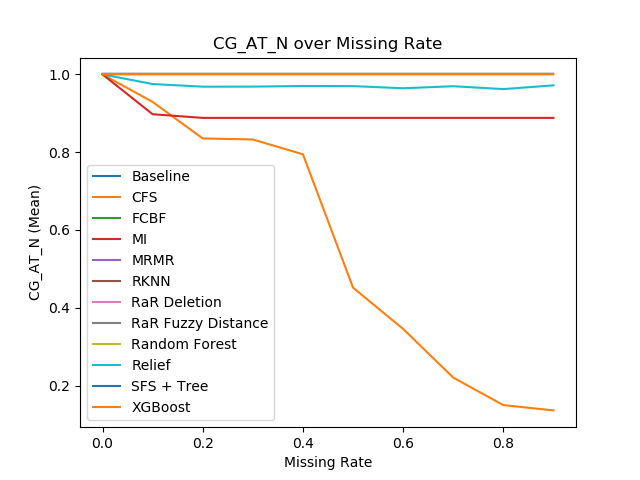 CG_AT_N over Missing Rate
1.0
0.8
0.6
0.4
0.2
CG_AT_N (Mean)
Baseline
CFS
FCBF
MI
MRMR
RKNN
RaR Deletion
RaR Fuzzy Distance
Random Forest
Relief
SFS + Tree
XGBoost
0.0 0.2 0.4 0.6 0.8
Missing Rate